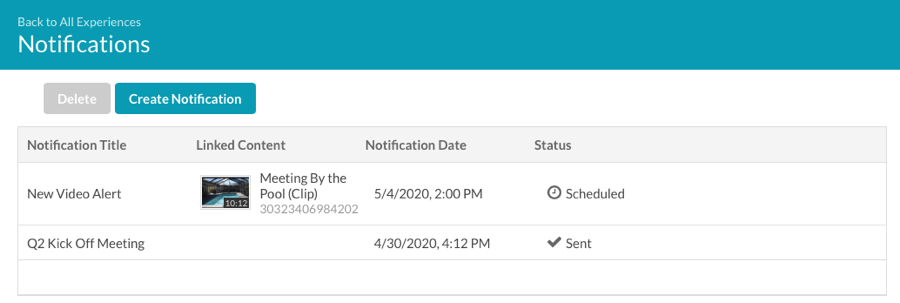 Back to All Experiences
Notifications
Delete
Create Notification
Notification Title
Linked Content
Notification Date
Status
New Video Alert
10:12
Meeting By the
Pool (Clip)
30323406984202
5/4/2020, 2:00 PM
Scheduled
Q2 Kick Off Meeting
4/30/2020, 4:12 PM
Sent